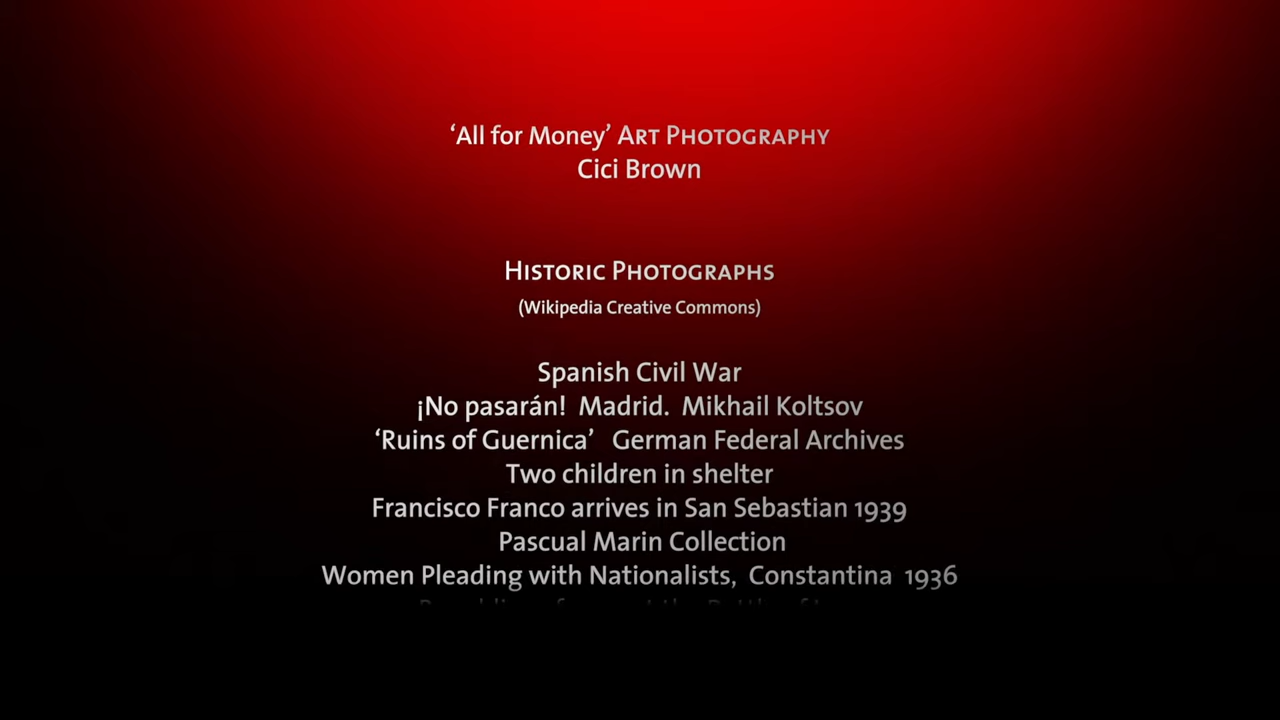 ‘All for Money’ ART PHOTOGRAPHY
Cici Brown
HISTORIC PHOTOGRAPHS
(Wikipedia Creative Commons)
Spanish Civil War
¡No pasarán! Madrid. Mikhail Koltsov
‘Ruins of Guernica’ German Federal Archives
Two children in shelter
Francisco Franco arrives in San Sebastian 1939
Pascual Marin Collection
Women Pleading with Nationalists, Constantina 1936